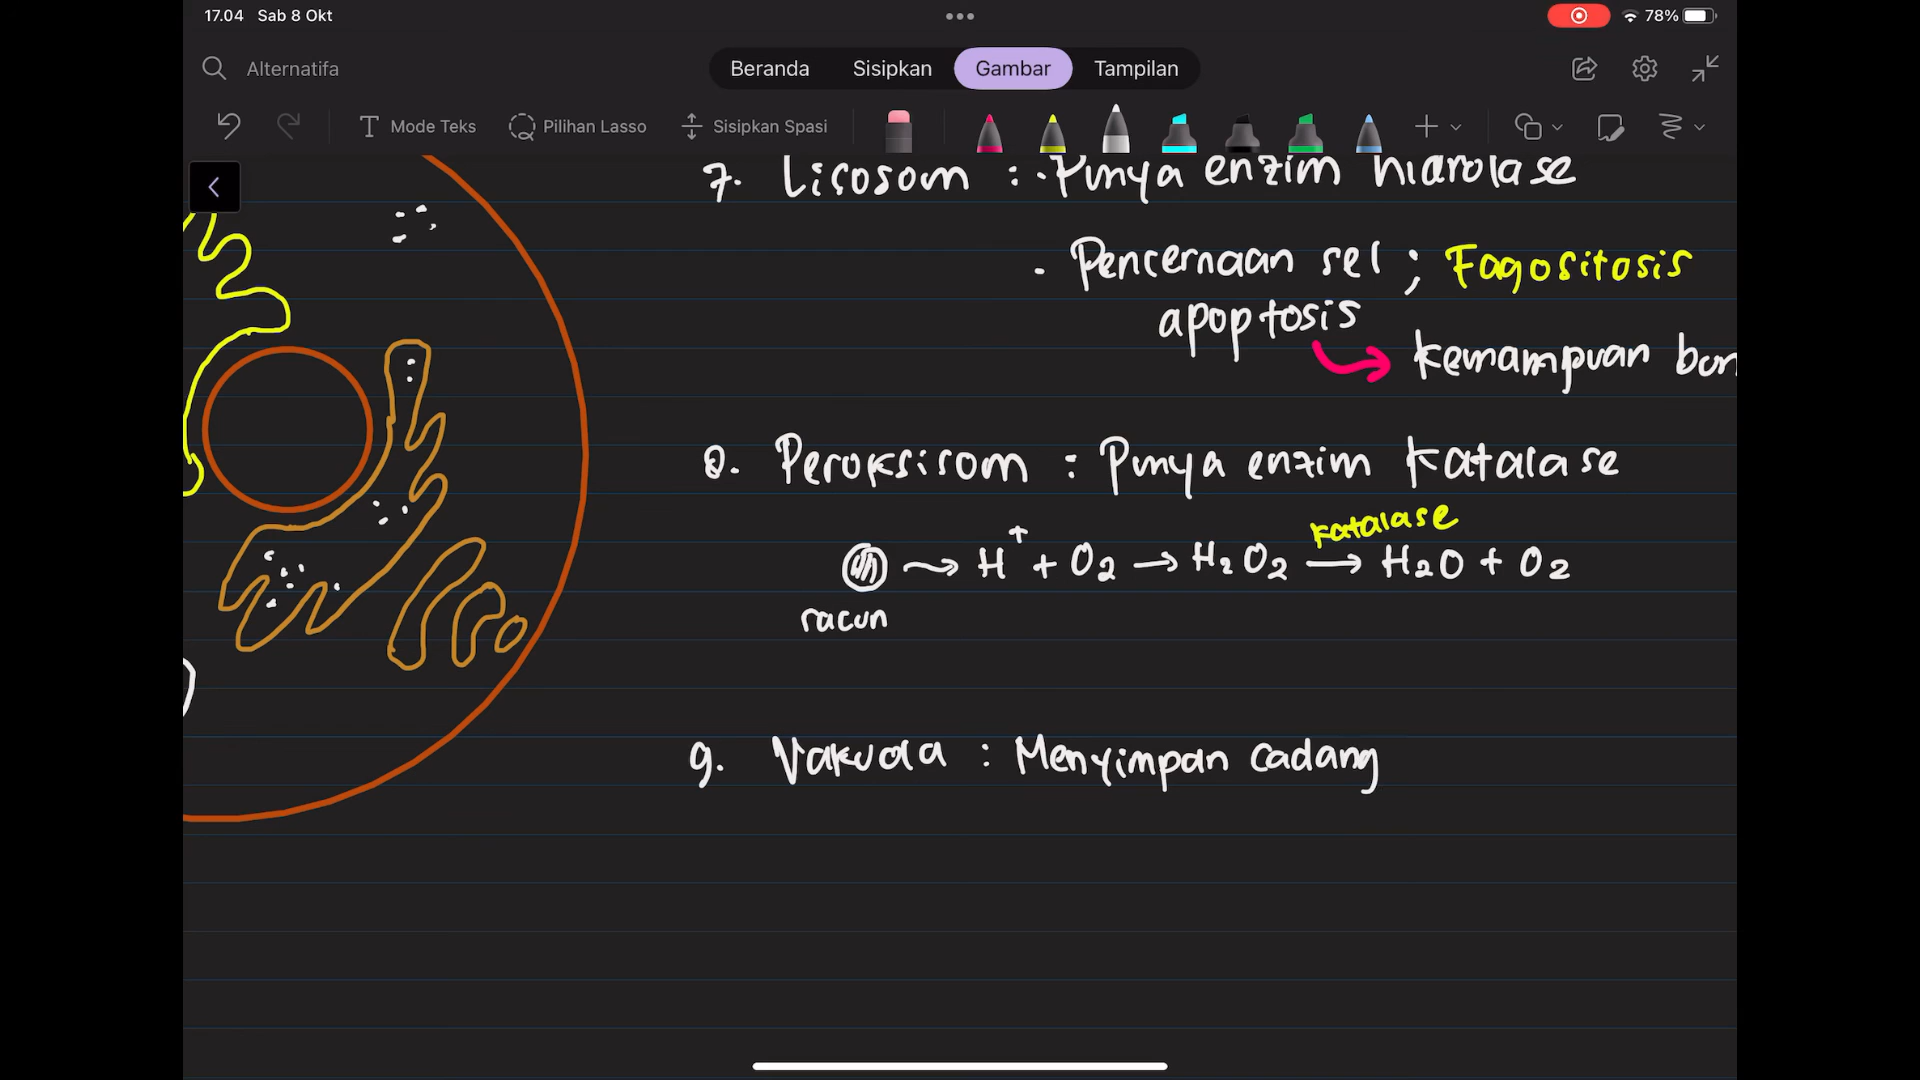 17.04 Sab 8 Okt
78%
Alternatifa
Beranda Sisipkan Gambar Tampilan
Mode Teks Pilihan Lasso Sisipkan Spasi
7. Lisosom : • Punya enzim hidrolase
• Pencernaan sel ; Fagositosis
apoptosis
kemampuan bun
8. Peroksisom : Punya enzim katalase
katalase
H⁺ + O₂ → H₂O₂ → H₂O + O₂
racun
9. Vakuola : Menyimpan cadang